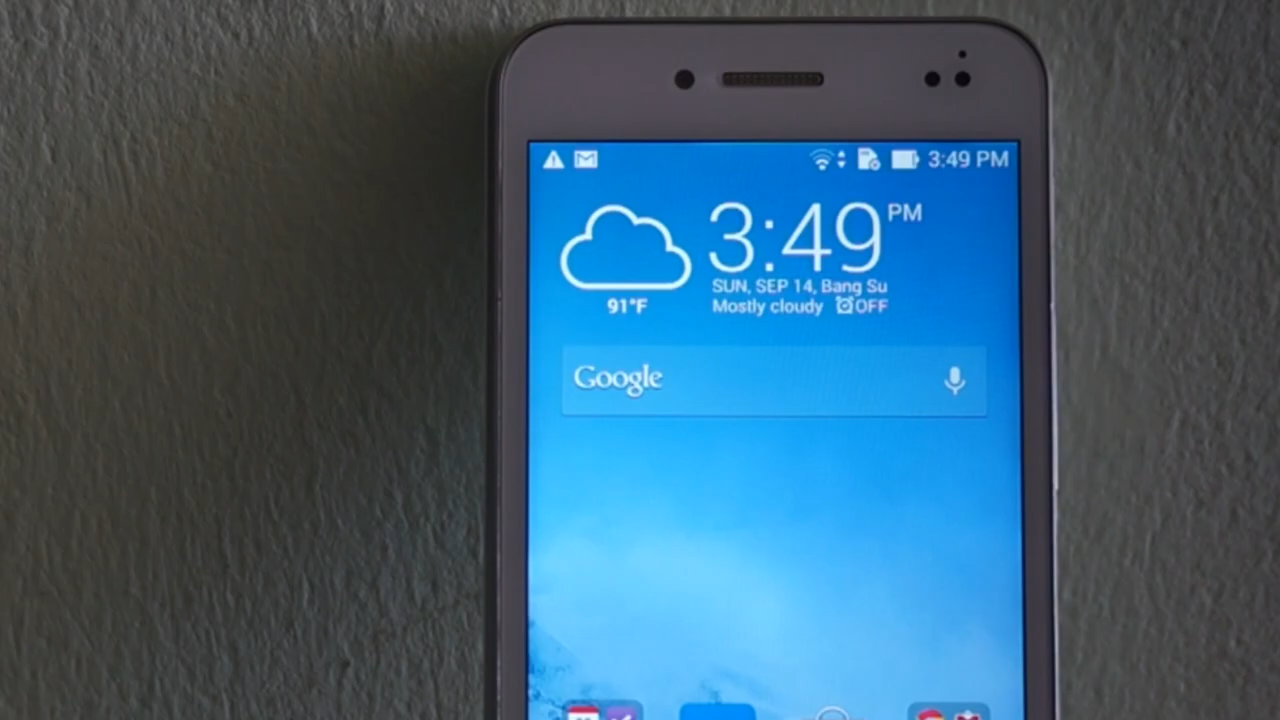 3:49 PM
3:49 PM
SUN, SEP 14, Bang Su
91°F
Mostly cloudy OFF
Google